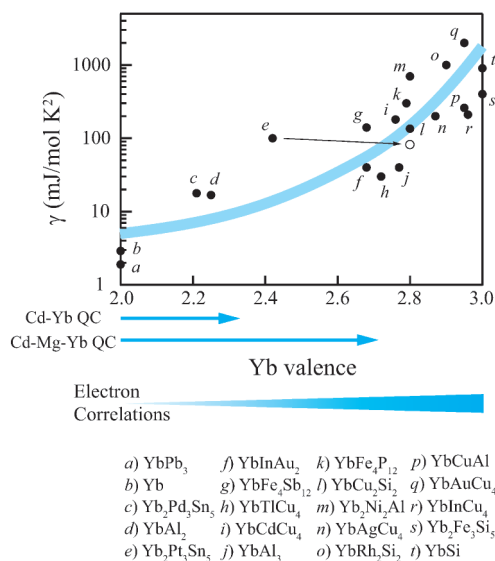 q
1000
o
t
m
k
s
g
i
p
e
l
n
r
100
f
j
h
c
d
10
b
a
1
γ (mJ/mol K²)
2.0 2.2 2.4 2.6 2.8 3.0
Cd-Yb QC
Cd-Mg-Yb QC
Yb valence
Electron
Correlations
a) YbPb₃ f) YbInAu₂ k) YbFe₄P₁₂ p) YbCuAl
b) Yb g) YbFe₄Sb₁₂ l) YbCu₂Si₂ q) YbAuCu₄
c) Yb₂Pd₃Sn₅ h) YbTlCu₄ m) Yb₂Ni₂Al r) YbInCu₄
d) YbAl₂ i) YbCdCu₄ n) YbAgCu₄ s) Yb₂Fe₃Si₅
e) Yb₂Pt₃Sn₅ j) YbAl₃ o) YbRh₂Si₂ t) YbSi